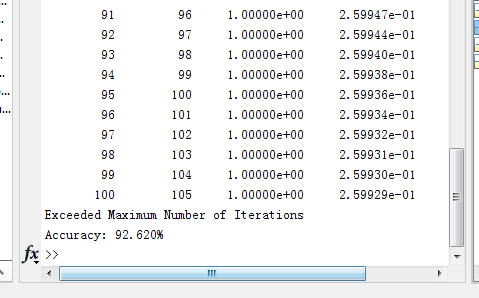 91 96 1.00000e+00 2.59947e-01
92 97 1.00000e+00 2.59944e-01
93 98 1.00000e+00 2.59940e-01
94 99 1.00000e+00 2.59938e-01
95 100 1.00000e+00 2.59936e-01
96 101 1.00000e+00 2.59934e-01
97 102 1.00000e+00 2.59932e-01
98 103 1.00000e+00 2.59931e-01
99 104 1.00000e+00 2.59930e-01
100 105 1.00000e+00 2.59929e-01
Exceeded Maximum Number of Iterations
Accuracy: 92.620%
fx >>